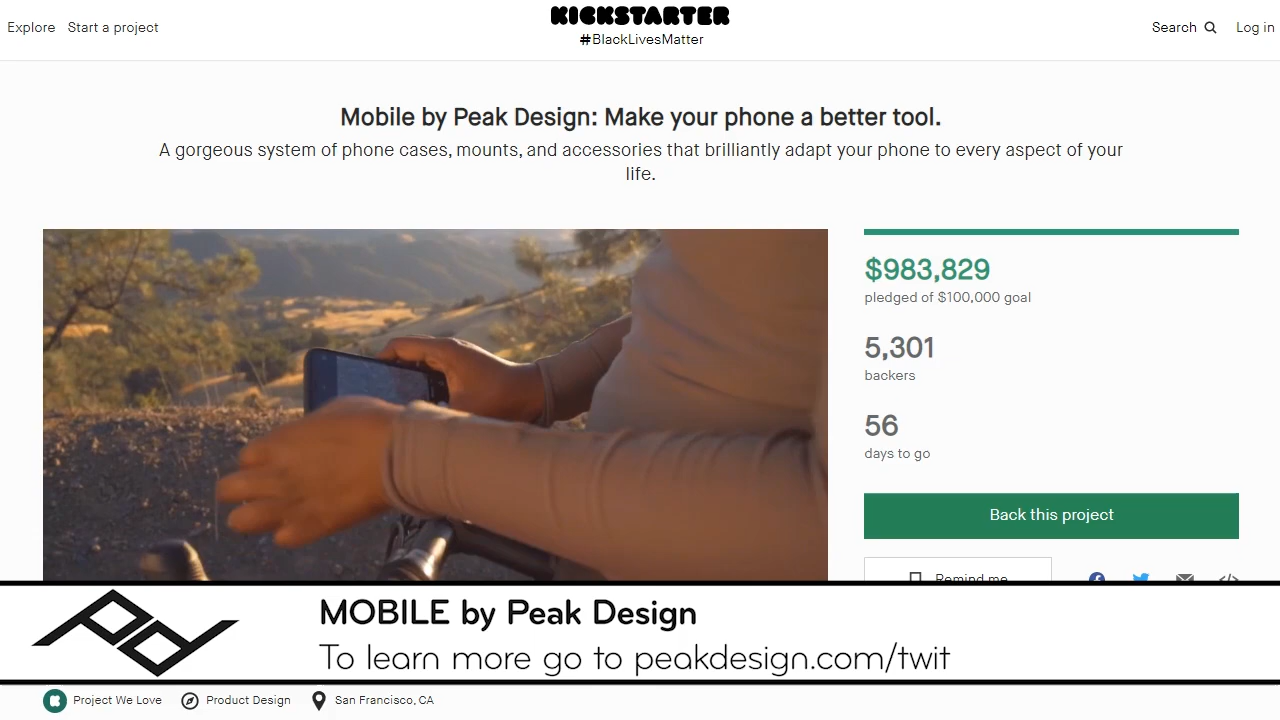 Explore Start a project
KICKSTARTER
#BlackLivesMatter
Search
Log in
Mobile by Peak Design: Make your phone a better tool.
A gorgeous system of phone cases, mounts, and accessories that brilliantly adapt your phone to every aspect of your
life.
$983,829
pledged of $100,000 goal
5,301
backers
56
days to go
Back this project
Remind me
MOBILE by Peak Design
To learn more go to peakdesign.com/twit
Project We Love
Product Design
San Francisco, CA